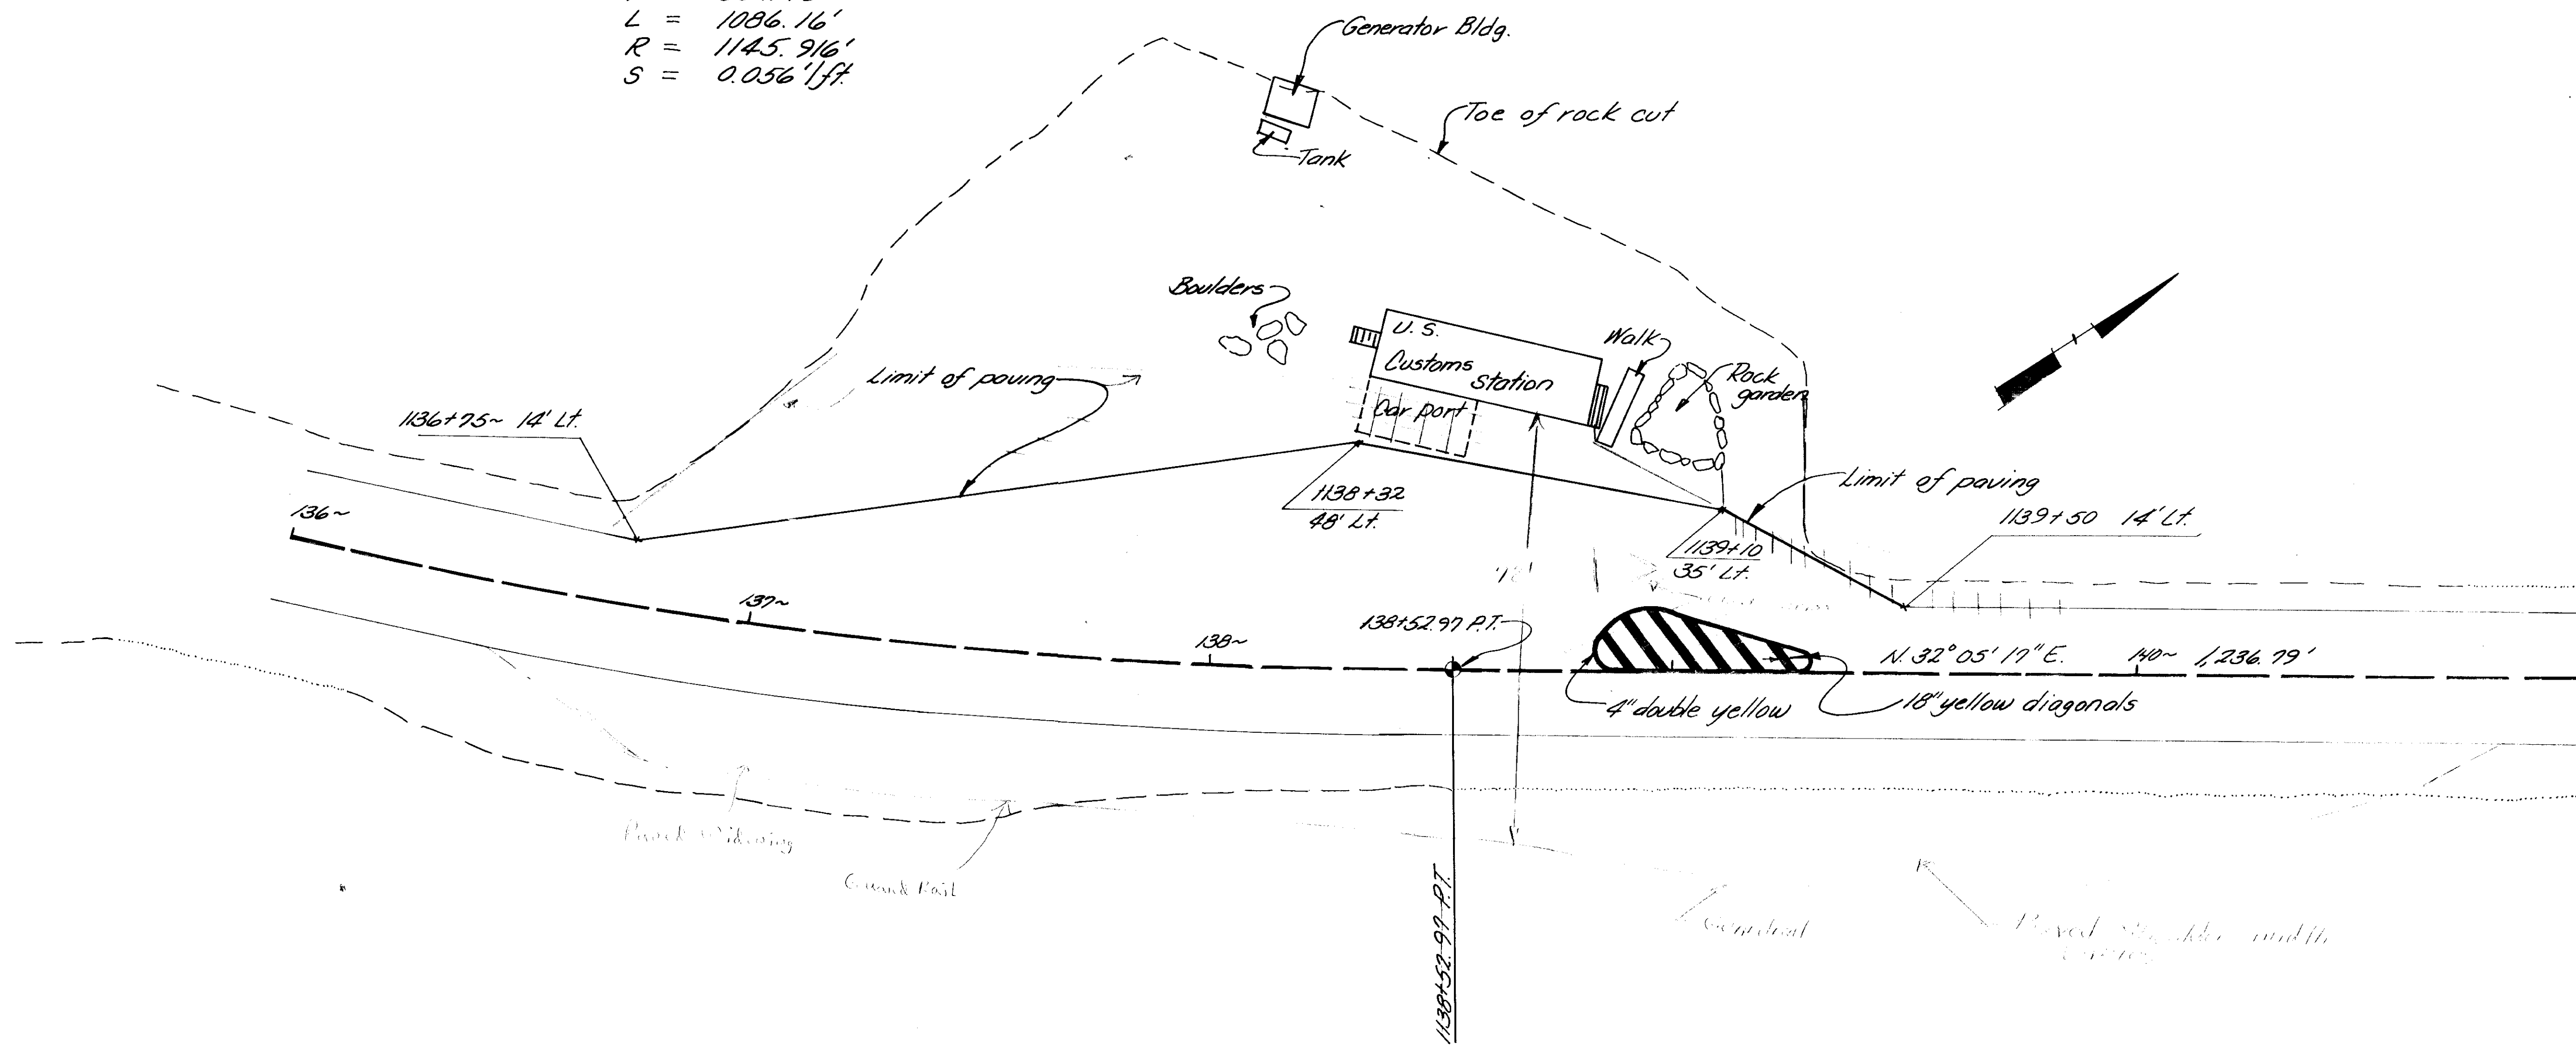 L = 1086.16'
R = 1145.916'
S = 0.056'/ft.
Generator Bldg.
Toe of rock cut
Tank
Boulders
U.S.
Customs
Station
Walk
Rock
garden
Car port
Limit of paving
1136+75~ 14' Lt.
1138+32
48' Lt.
Limit of paving
1139+50 14' Lt.
1139+10
35' Lt.
136~
137~
138~
138+52.97 P.T.
N. 32° 05' 17" E.
140~
1,236.79'
4" double yellow
18" yellow diagonals
Guard Rail
1138+52.97 P.T.